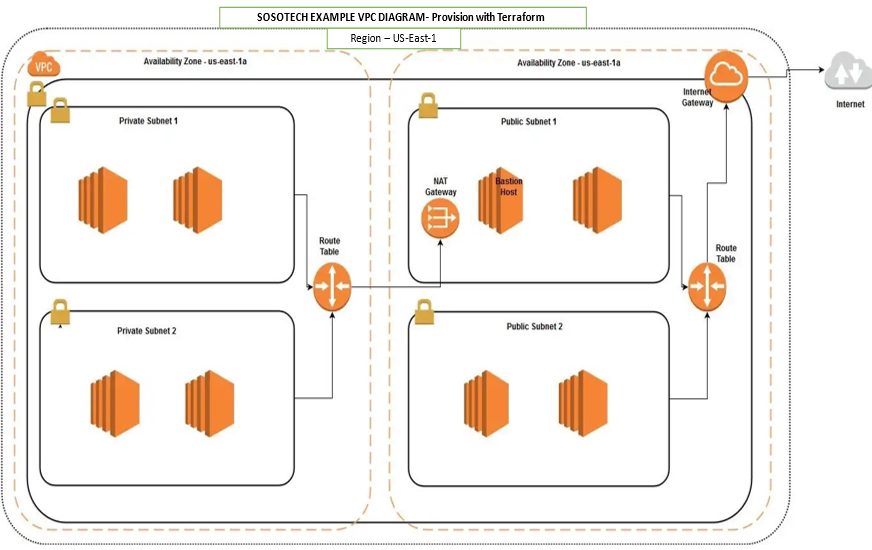 SOSOTECH EXAMPLE VPC DIAGRAM- Provision with Terraform
Region – US-East-1
VPC
Availability Zone - us-east-1a
Availability Zone - us-east-1a
Internet
Gateway
Internet
Private Subnet 1
Public Subnet 1
NAT
Gateway
Bastion
Host
Route
Table
Route
Table
Private Subnet 2
Public Subnet 2